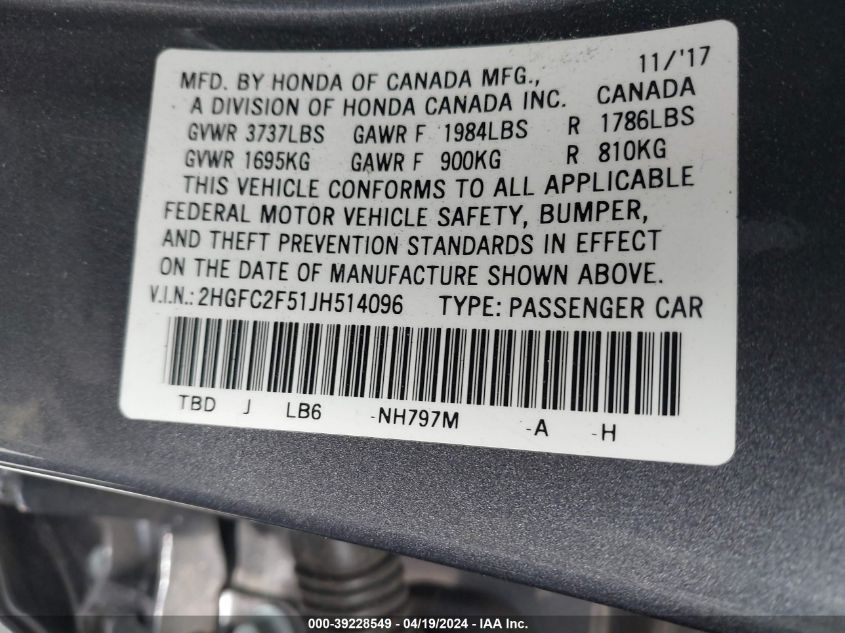 11/'17
MFD. BY HONDA OF CANADA MFG.,
A DIVISION OF HONDA CANADA INC. CANADA
GVWR 3737LBS GAWR F 1984LBS R 1786LBS
GVWR 1695KG GAWR F 900KG R 810KG
THIS VEHICLE CONFORMS TO ALL APPLICABLE
FEDERAL MOTOR VEHICLE SAFETY, BUMPER,
AND THEFT PREVENTION STANDARDS IN EFFECT
ON THE DATE OF MANUFACTURE SHOWN ABOVE.
V.I.N.: 2HGFC2F51JH514096 TYPE: PASSENGER CAR
TBD J LB6 -NH797M -A -H
000-39228549 - 04/19/2024 - IAA Inc.